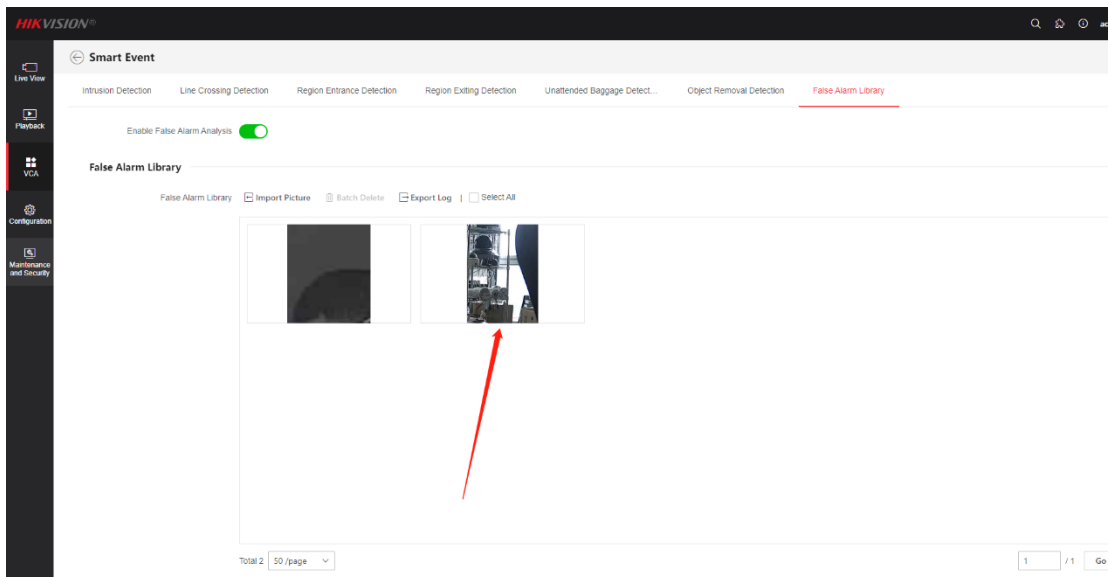 HIKVISION®
Smart Event
Live View
Playback
VCA
Configuration
Maintenance
and Security
Intrusion Detection Line Crossing Detection Region Entrance Detection Region Exiting Detection Unattended Baggage Detect... Object Removal Detection False Alarm Library
Enable False Alarm Analysis
False Alarm Library
False Alarm Library Import Picture Batch Delete Export Log | Select All
Total 2 50 /page 1 / 1 Go